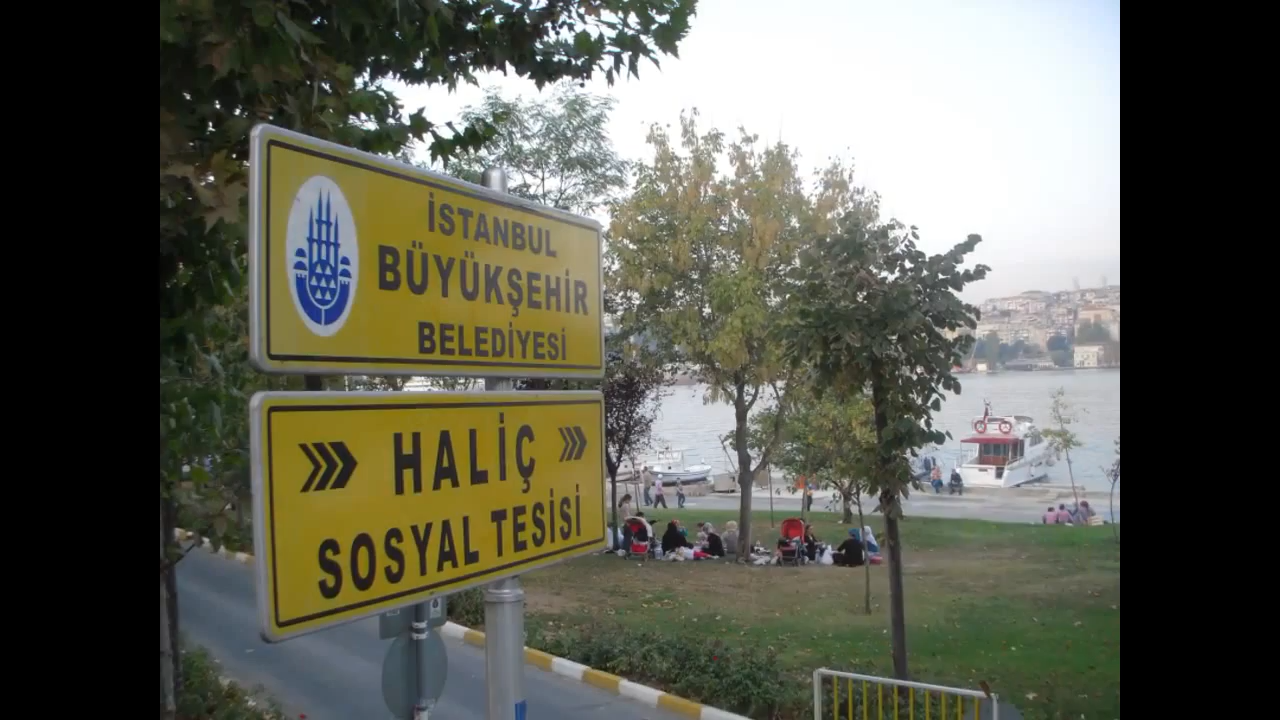 İSTANBUL
BÜYÜKŞEHİR
BELEDİYESİ
HALİÇ
SOSYAL TESİSİ